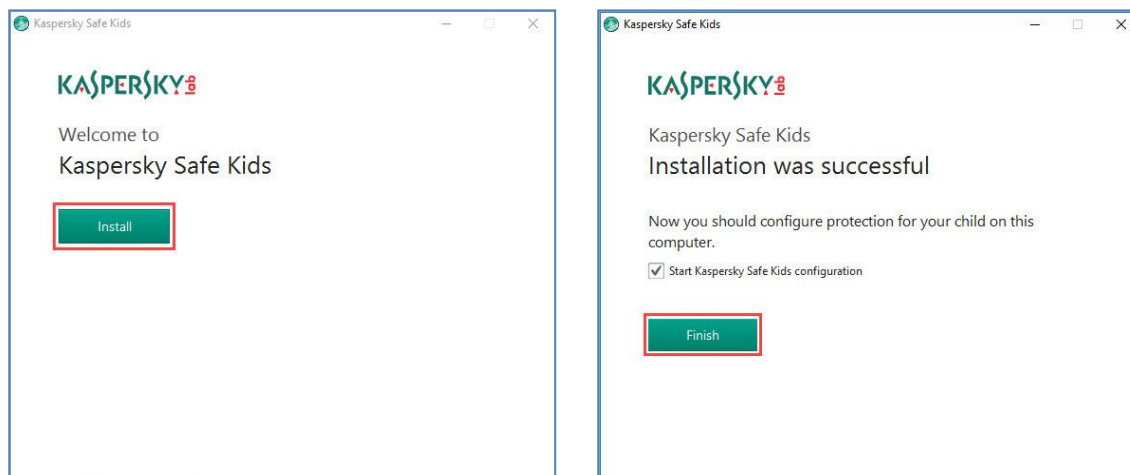 Kaspersky Safe Kids
KASPERSKY lab
Welcome to
Kaspersky Safe Kids
Install
Kaspersky Safe Kids
KASPERSKY lab
Kaspersky Safe Kids
Installation was successful
Now you should configure protection for your child on this
computer.
Start Kaspersky Safe Kids configuration
Finish